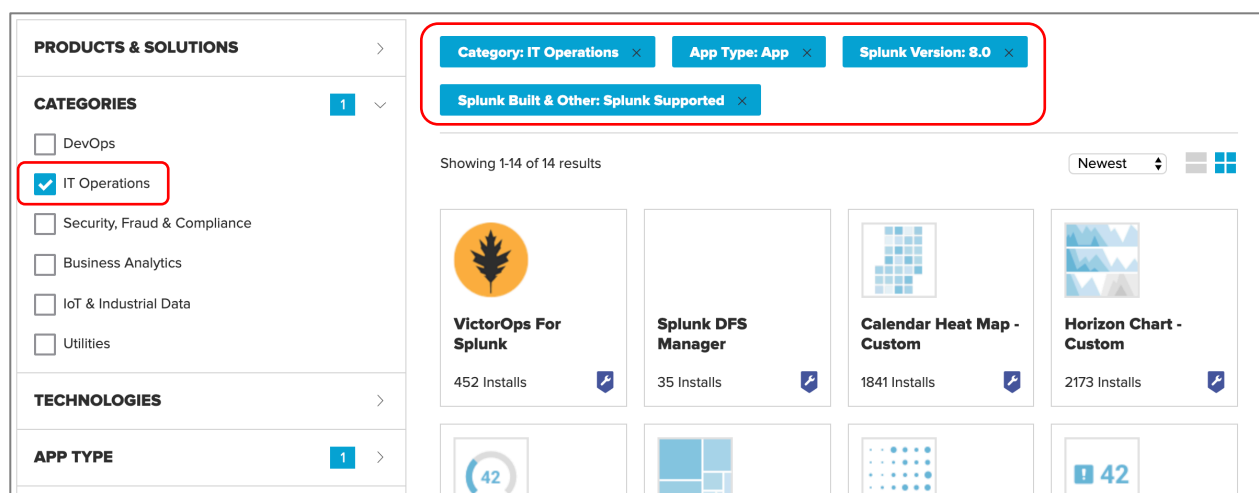 PRODUCTS & SOLUTIONS
CATEGORIES 1
DevOps
IT Operations
Security, Fraud & Compliance
Business Analytics
IoT & Industrial Data
Utilities
TECHNOLOGIES
APP TYPE 1
Category: IT Operations × App Type: App × Splunk Version: 8.0 ×
Splunk Built & Other: Splunk Supported ×
Showing 1-14 of 14 results
Newest
VictorOps For
Splunk
452 Installs
Splunk DFS
Manager
35 Installs
Calendar Heat Map -
Custom
1841 Installs
Horizon Chart -
Custom
2173 Installs
42
42